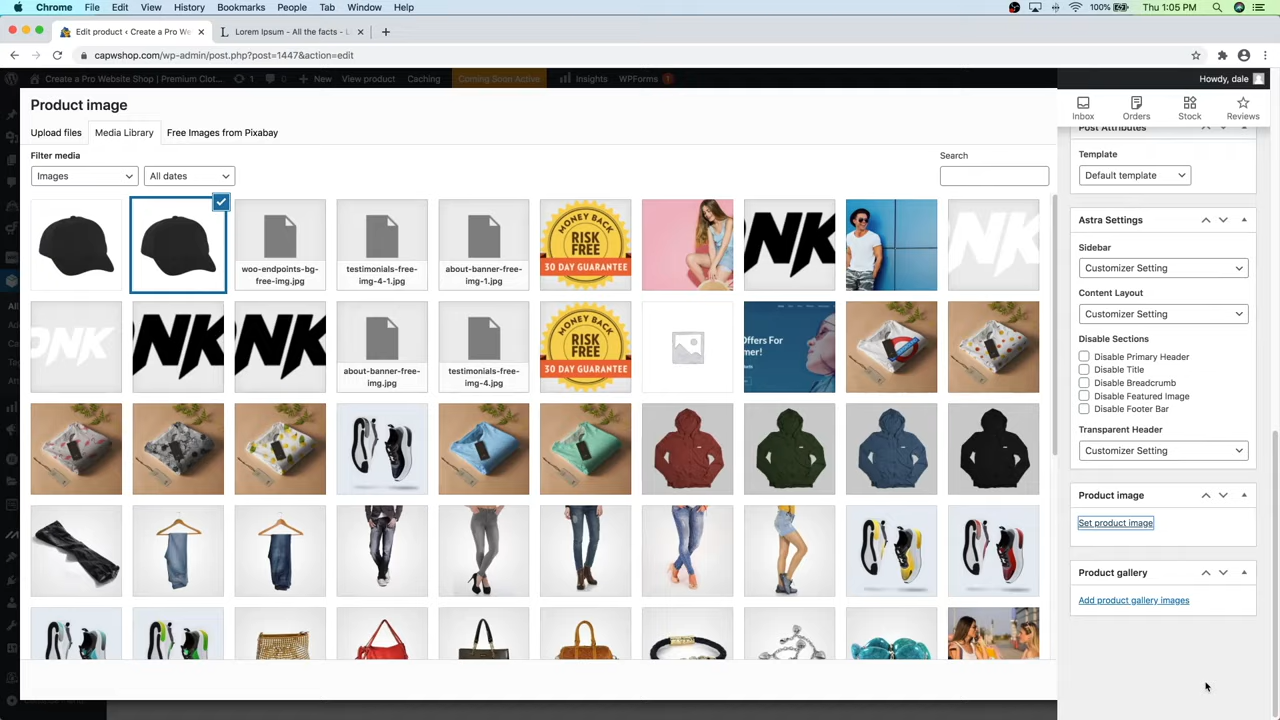 Chrome File Edit View History Bookmarks People Tab Window Help
100% Thu 1:05 PM
Edit product ‹ Create a Pro We
Lorem Ipsum - All the facts - L
capwshop.com/wp-admin/post.php?post=1447&action=edit
Create a Pro Website Shop | Premium Clot... 1 0 New View product Caching Coming Soon Active Insights WPForms 1 Howdy, dale
Product image
Inbox Orders Stock Reviews
Upload files Media Library Free Images from Pixabay
Post Attributes
Filter media
Search
Template
Images All dates
Default template
MONEY BACK
RISK
FREE
30 DAY GUARANTEE
NK
woo-endpoints-bg-
free-img.jpg
testimonials-free-
img-4-1.jpg
about-banner-free-
img-1.jpg
Astra Settings
Sidebar
Customizer Setting
Content Layout
Customizer Setting
ONK
NK
NK
about-banner-free-
img.jpg
testimonials-free-
img-4.jpg
MONEY BACK
RISK
FREE
30 DAY GUARANTEE
Offers For
mer!
Disable Sections
Disable Primary Header
Disable Title
Disable Breadcrumb
Disable Featured Image
Disable Footer Bar
Transparent Header
Customizer Setting
Product image
Set product image
Product gallery
Add product gallery images